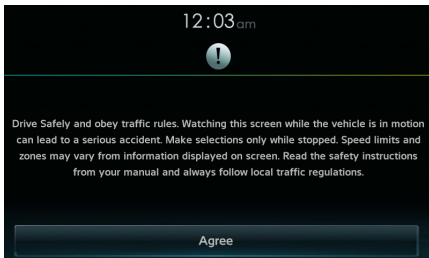 12:03am
!
Drive Safely and obey traffic rules. Watching this screen while the vehicle is in motion
can lead to a serious accident. Make selections only while stopped. Speed limits and
zones may vary from information displayed on screen. Read the safety instructions
from your manual and always follow local traffic regulations.
Agree